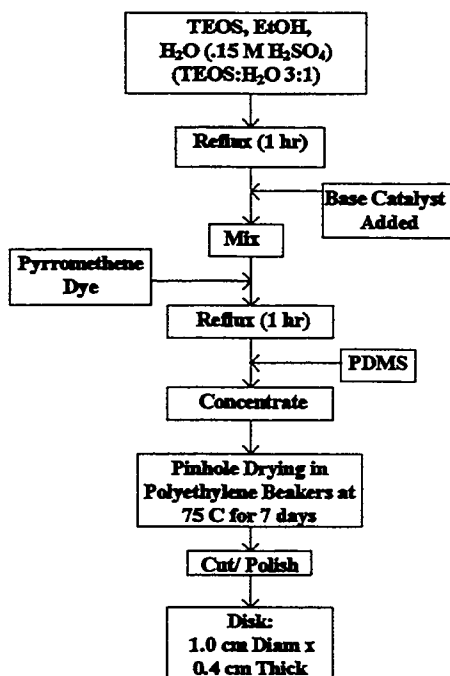 TEOS, EtOH,
H₂O (.15 M H₂SO₄)
(TEOS:H₂O 3:1)
Reflux (1 hr)
Base Catalyst
Added
Mix
Pyrromethene
Dye
Reflux (1 hr)
PDMS
Concentrate
Pinhole Drying in
Polyethylene Beakers at
75 C for 7 days
Cut/ Polish
Disk:
1.0 cm Diam x
0.4 cm Thick